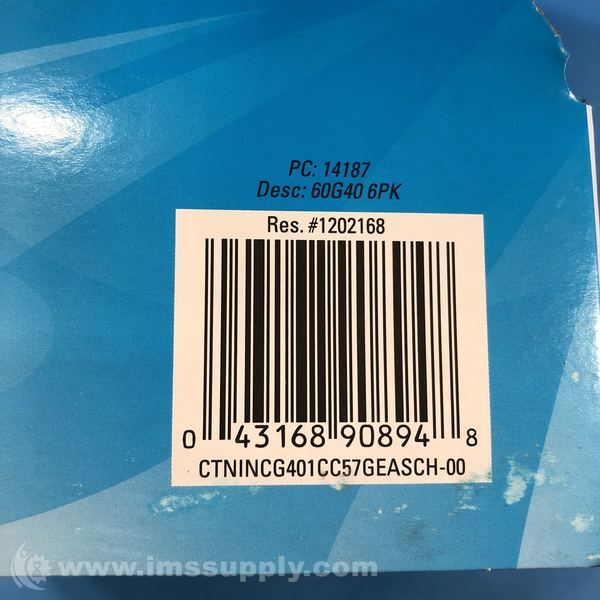 PC: 14187
Desc: 60G40 6PK
Res. #1202168
0 43168 90894 8
CTNINCG401CC57GEASCH-00
www.imssupply.com